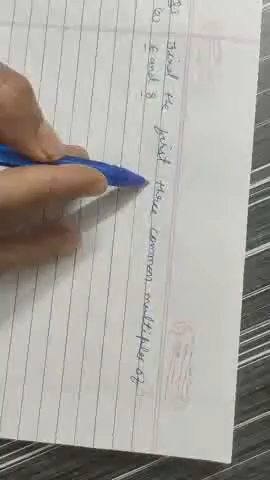 Q:) Find the first three common multiples of
(a) 6 and 8